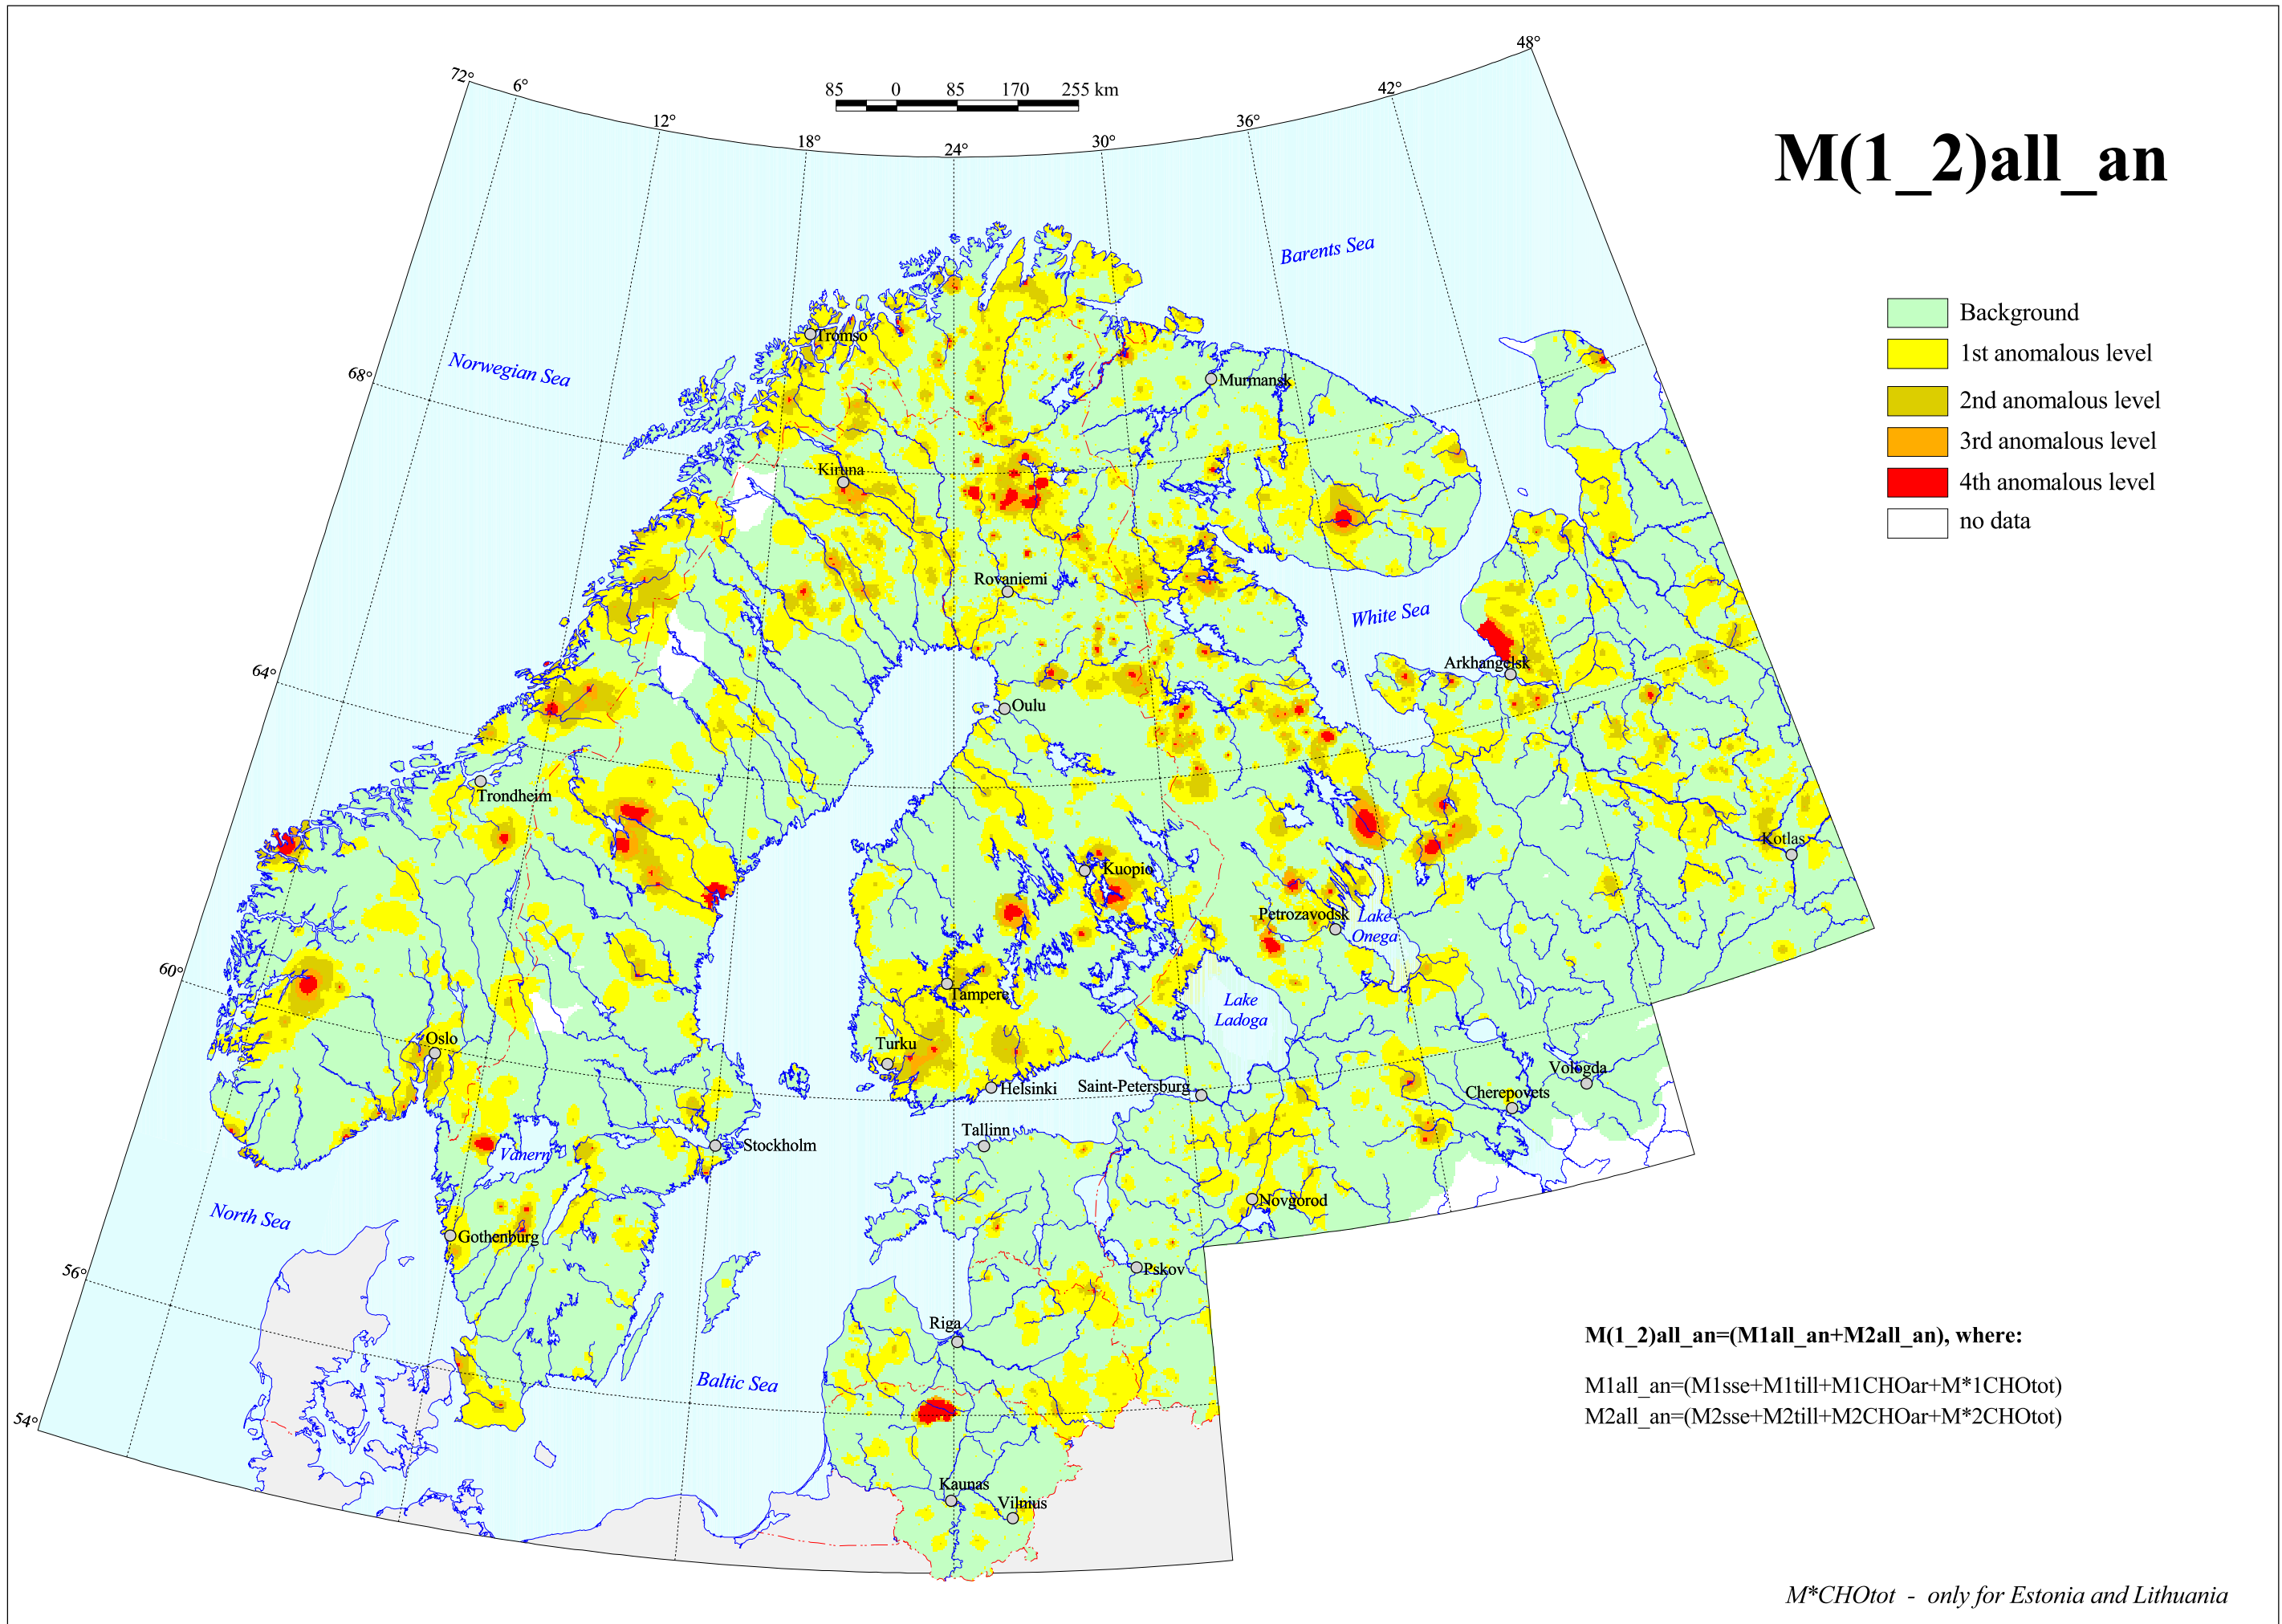 48°
72°
6°
42°
85 0 85 170 255 km
12°
36°
18°
30°
24°
M(1_2)all_an
Barents Sea
Background
Tromso
1st anomalous level
Norwegian Sea
68°
Murmansk
2nd anomalous level
3rd anomalous level
Kiruna
4th anomalous level
no data
Rovaniemi
White Sea
Arkhangelsk
64°
Oulu
Trondheim
Kotlas
Kuopio
Petrozavodsk
Lake
Onega
60°
Tampere
Lake
Ladoga
Oslo
Turku
Vologda
Helsinki
Saint-Petersburg
Cherepovets
Tallinn
Stockholm
Vanern
Novgorod
North Sea
Gothenburg
Pskov
56°
Riga
M(1_2)all_an=(M1all_an+M2all_an), where:
Baltic Sea
M1all_an=(M1sse+M1till+M1CHOar+M*1CHOtot)
M2all_an=(M2sse+M2till+M2CHOar+M*2CHOtot)
54°
Kaunas
Vilnius
M*CHOtot - only for Estonia and Lithuania